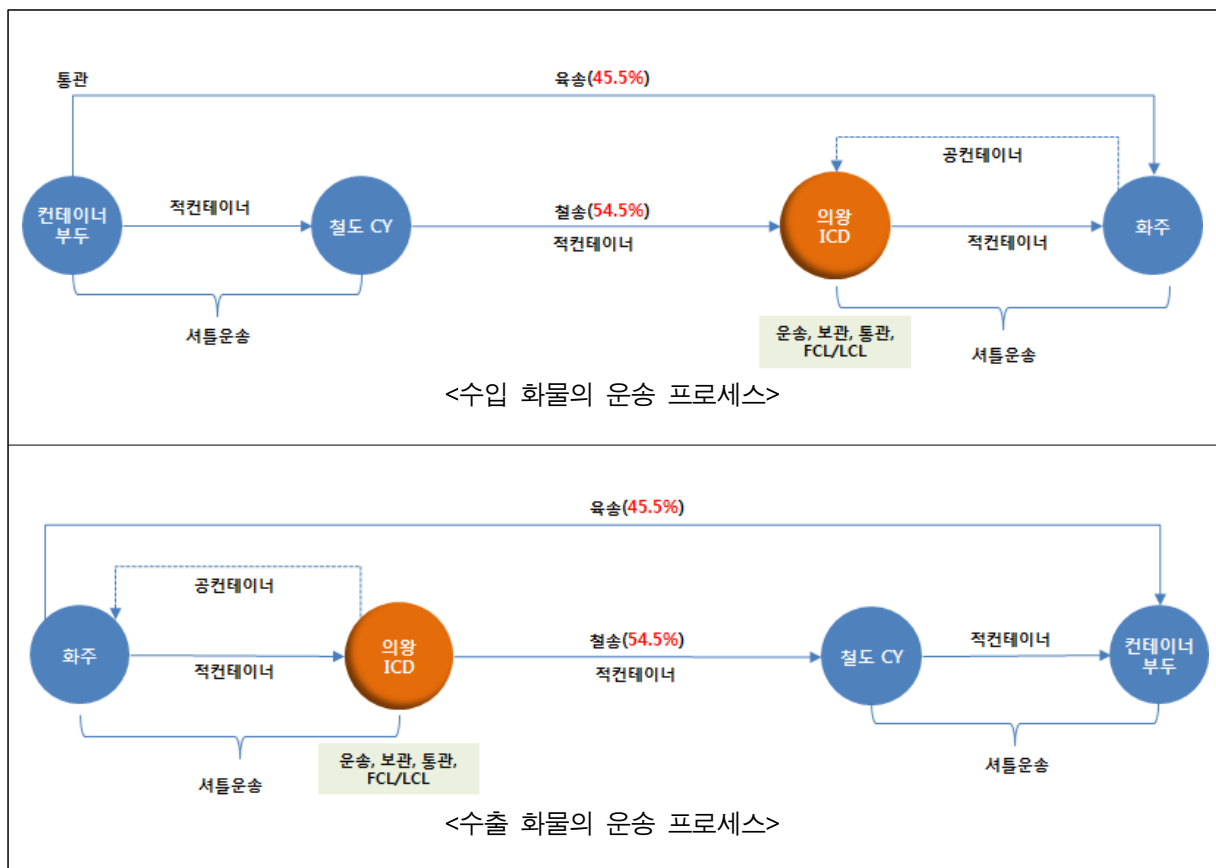 통관
육송(45.5%)
공컨테이너
컨테이너
부두
적컨테이너
철도 CY
철송(54.5%)
적컨테이너
의왕
ICD
적컨테이너
화주
셔틀운송
운송, 보관, 통관,
FCL/LCL
셔틀운송
<수입 화물의 운송 프로세스>
육송(45.5%)
공컨테이너
화주
적컨테이너
의왕
ICD
철송(54.5%)
적컨테이너
철도 CY
적컨테이너
컨테이너
부두
셔틀운송
운송, 보관, 통관,
FCL/LCL
셔틀운송
<수출 화물의 운송 프로세스>